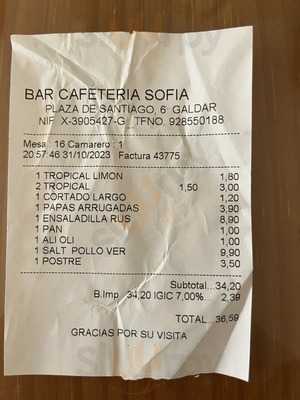 BAR CAFETERIA SOFIA
PLAZA DE SANTIAGO, 6 GALDAR
NIF X-3905427-G TFNO. 928550188
Mesa 16 Camarero : 1
20:57:46 31/10/2023 Factura 43775
1 TROPICAL LIMON 1,80
2 TROPICAL 1,50 3,00
1 CORTADO LARGO 1,20
1 PAPAS ARRUGADAS 3,90
1 ENSALADILLA RUS 8,90
1 PAN 1,00
1 ALI OLI 1,00
1 SALT POLLO VER 9,90
1 POSTRE 3,50
Subtotal...34,20
B.Imp. 34,20 IGIC 7,00%... 2,39
TOTAL....36,59
GRACIAS POR SU VISITA